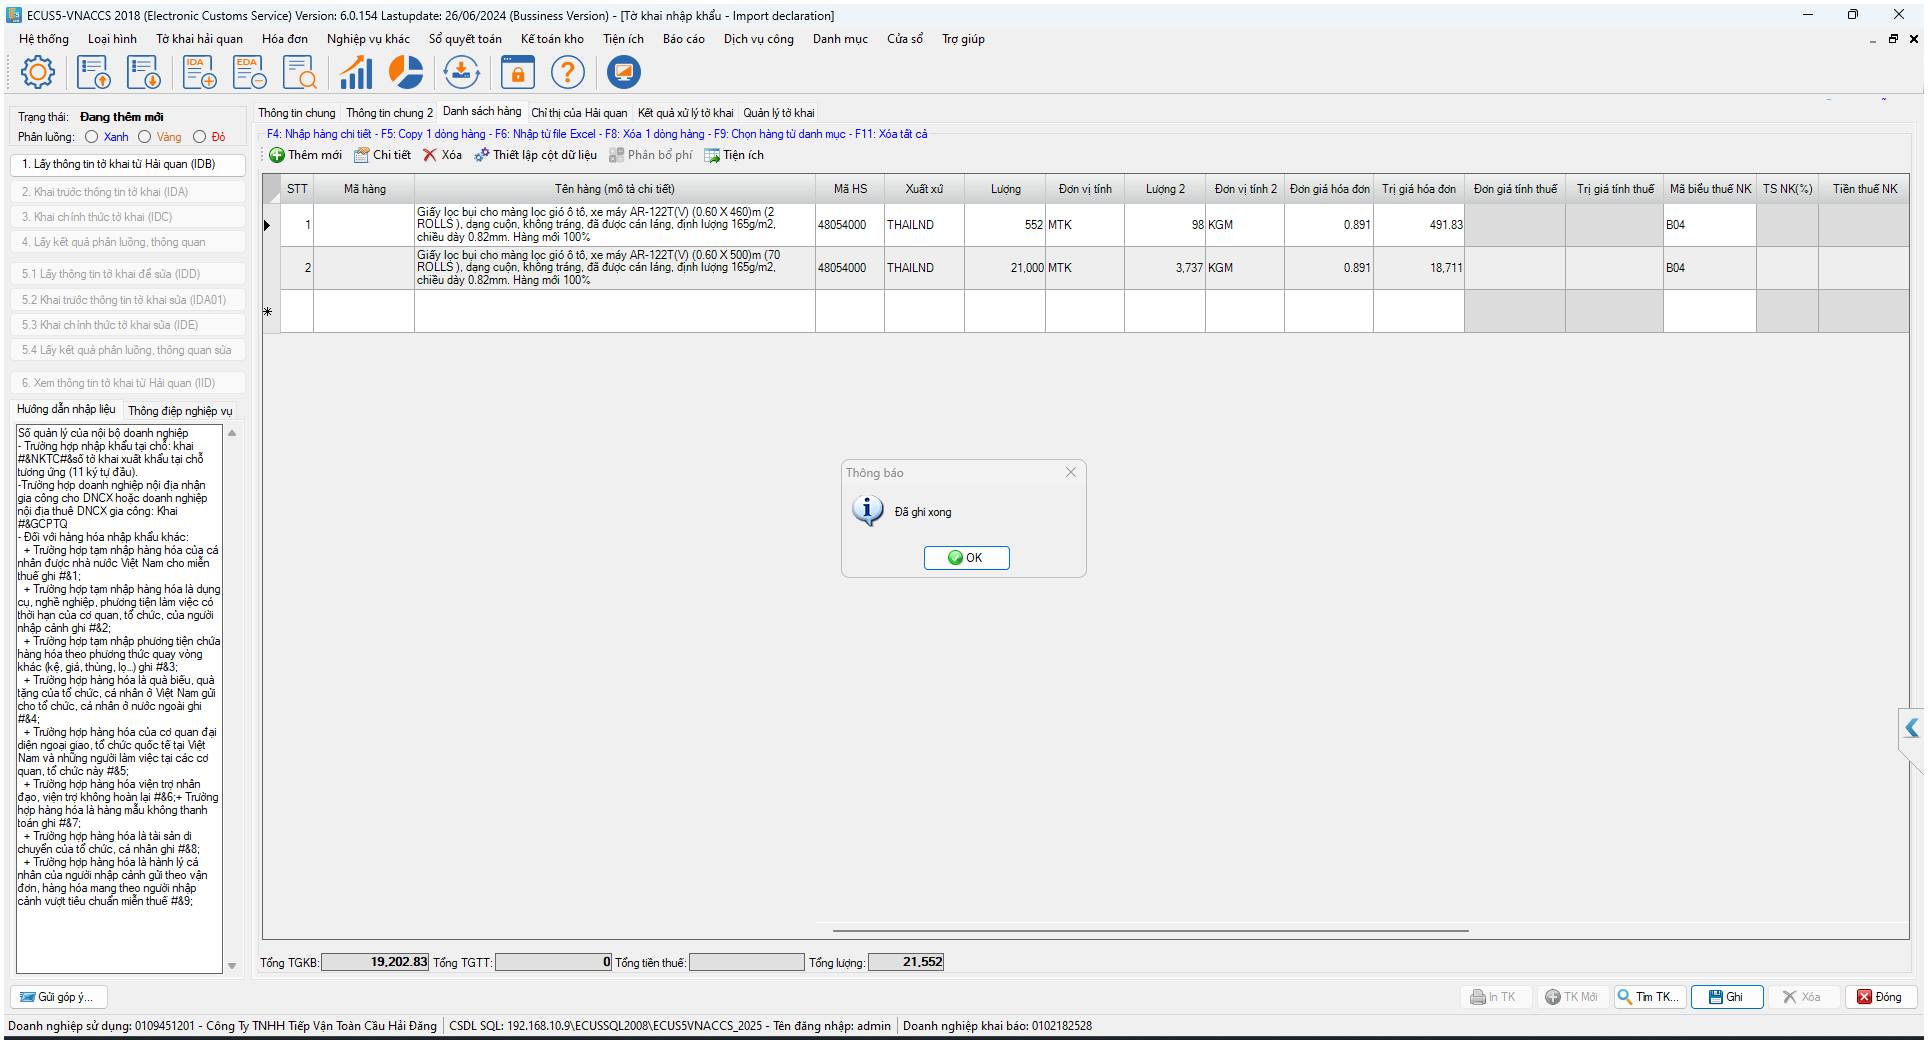 ECUS5-VNACCS 2018 (Electronic Customs Service) Version: 6.0.154 Lastupdate: 26/06/2024 (Bussiness Version) - [Tờ khai nhập khẩu - Import declaration]
Hệ thống Loại hình Tờ khai hải quan Hóa đơn Nghiệp vụ khác Sổ quyết toán Kế toán kho Tiện ích Báo cáo Dịch vụ công Danh mục Cửa sổ Trợ giúp
IDA EDA
Trạng thái: Đang thêm mới
Phân luồng: Xanh Vàng Đỏ
1. Lấy thông tin tờ khai từ Hải quan (IDB)
2. Khai trước thông tin tờ khai (IDA)
3. Khai chính thức tờ khai (IDC)
4. Lấy kết quả phân luồng, thông quan
5.1 Lấy thông tin tờ khai để sửa (IDD)
5.2 Khai trước thông tin tờ khai sửa (IDA01)
5.3 Khai chính thức tờ khai sửa (IDE)
5.4 Lấy kết quả phân luồng, thông quan sửa
6. Xem thông tin tờ khai từ Hải quan (IID)
Hướng dẫn nhập liệu Thông điệp nghiệp vụ
Số quản lý của nội bộ doanh nghiệp
- Trường hợp nhập khẩu tại chỗ: khai
#&NKTC#&số tờ khai xuất khẩu tại chỗ
tương ứng (11 ký tự đầu).
-Trường hợp doanh nghiệp nội địa nhận
gia công cho DNCX hoặc doanh nghiệp
nội địa thuê DNCX gia công: Khai
#&GCPTQ
- Đối với hàng hóa nhập khẩu khác:
+ Trường hợp tạm nhập hàng hóa của cá
nhân được nhà nước Việt Nam cho miễn
thuế ghi #&1;
+ Trường hợp tạm nhập hàng hóa là dụng
cụ, nghề nghiệp, phương tiện làm việc có
thời hạn của cơ quan, tổ chức, của người
nhập cảnh ghi #&2;
+ Trường hợp tạm nhập phương tiện chứa
hàng hóa theo phương thức quay vòng
khác (kệ, giá, thùng, lọ...) ghi #&3;
+ Trường hợp hàng hóa là quà biếu, quà
tặng của tổ chức, cá nhân ở Việt Nam gửi
cho tổ chức, cá nhân ở nước ngoài ghi
#&4;
+ Trường hợp hàng hóa của cơ quan đại
diện ngoại giao, tổ chức quốc tế tại Việt
Nam và những người làm việc tại các cơ
quan, tổ chức này #&5;
+ Trường hợp hàng hóa viện trợ nhân
đạo, viện trợ không hoàn lại #&6;+ Trường
hợp hàng hóa là hàng mẫu không thanh
toán ghi #&7;
+ Trường hợp hàng hóa là tài sản di
chuyển của tổ chức, cá nhân ghi #&8;
+ Trường hợp hàng hóa là hành lý cá
nhân của người nhập cảnh gửi theo vận
đơn, hàng hóa mang theo người nhập
cảnh vượt tiêu chuẩn miễn thuế #&9;
Thông tin chung Thông tin chung 2 Danh sách hàng Chỉ thị của Hải quan Kết quả xử lý tờ khai Quản lý tờ khai
F4: Nhập hàng chi tiết - F5: Copy 1 dòng hàng - F6: Nhập từ file Excel - F8: Xóa 1 dòng hàng - F9: Chọn hàng từ danh mục - F11: Xóa tất cả
Thêm mới Chi tiết Xóa Thiết lập cột dữ liệu Phân bổ phí Tiện ích
STT Mã hàng Tên hàng (mô tả chi tiết) Mã HS Xuất xứ Lượng Đơn vị tính Lượng 2 Đơn vị tính 2 Đơn giá hóa đơn Trị giá hóa đơn Đơn giá tính thuế Trị giá tính thuế Mã biểu thuế NK TS NK(%) Tiền thuế NK
Giấy lọc bụi cho màng lọc gió ô tô, xe máy AR-122T(V) (0.60 X 460)m (2
1 ROLLS ), dạng cuộn, không tráng, đã được cán láng, định lượng 165g/m2, 48054000 THAILND 552 MTK 98 KGM 0.891 491.83 B04
chiều dày 0.82mm. Hàng mới 100%
Giấy lọc bụi cho màng lọc gió ô tô, xe máy AR-122T(V) (0.60 X 500)m (70
2 ROLLS ), dạng cuộn, không tráng, đã được cán láng, định lượng 165g/m2, 48054000 THAILND 21,000 MTK 3,737 KGM 0.891 18,711 B04
chiều dày 0.82mm. Hàng mới 100%
Thông báo
Đã ghi xong
OK
Tổng TGKB: 19,202.83 Tổng TGTT: 0 Tổng tiền thuế: Tổng lượng: 21,552
Gửi góp ý... In TK TK Mới Tìm TK... Ghi Xóa Đóng
Doanh nghiệp sử dụng: 0109451201 - Công Ty TNHH Tiếp Vận Toàn Cầu Hải Đăng CSDL SQL: 192.168.10.9\ECUSSQL2008\ECUS5VNACCS_2025 - Tên đăng nhập: admin Doanh nghiệp khai báo: 0102182528